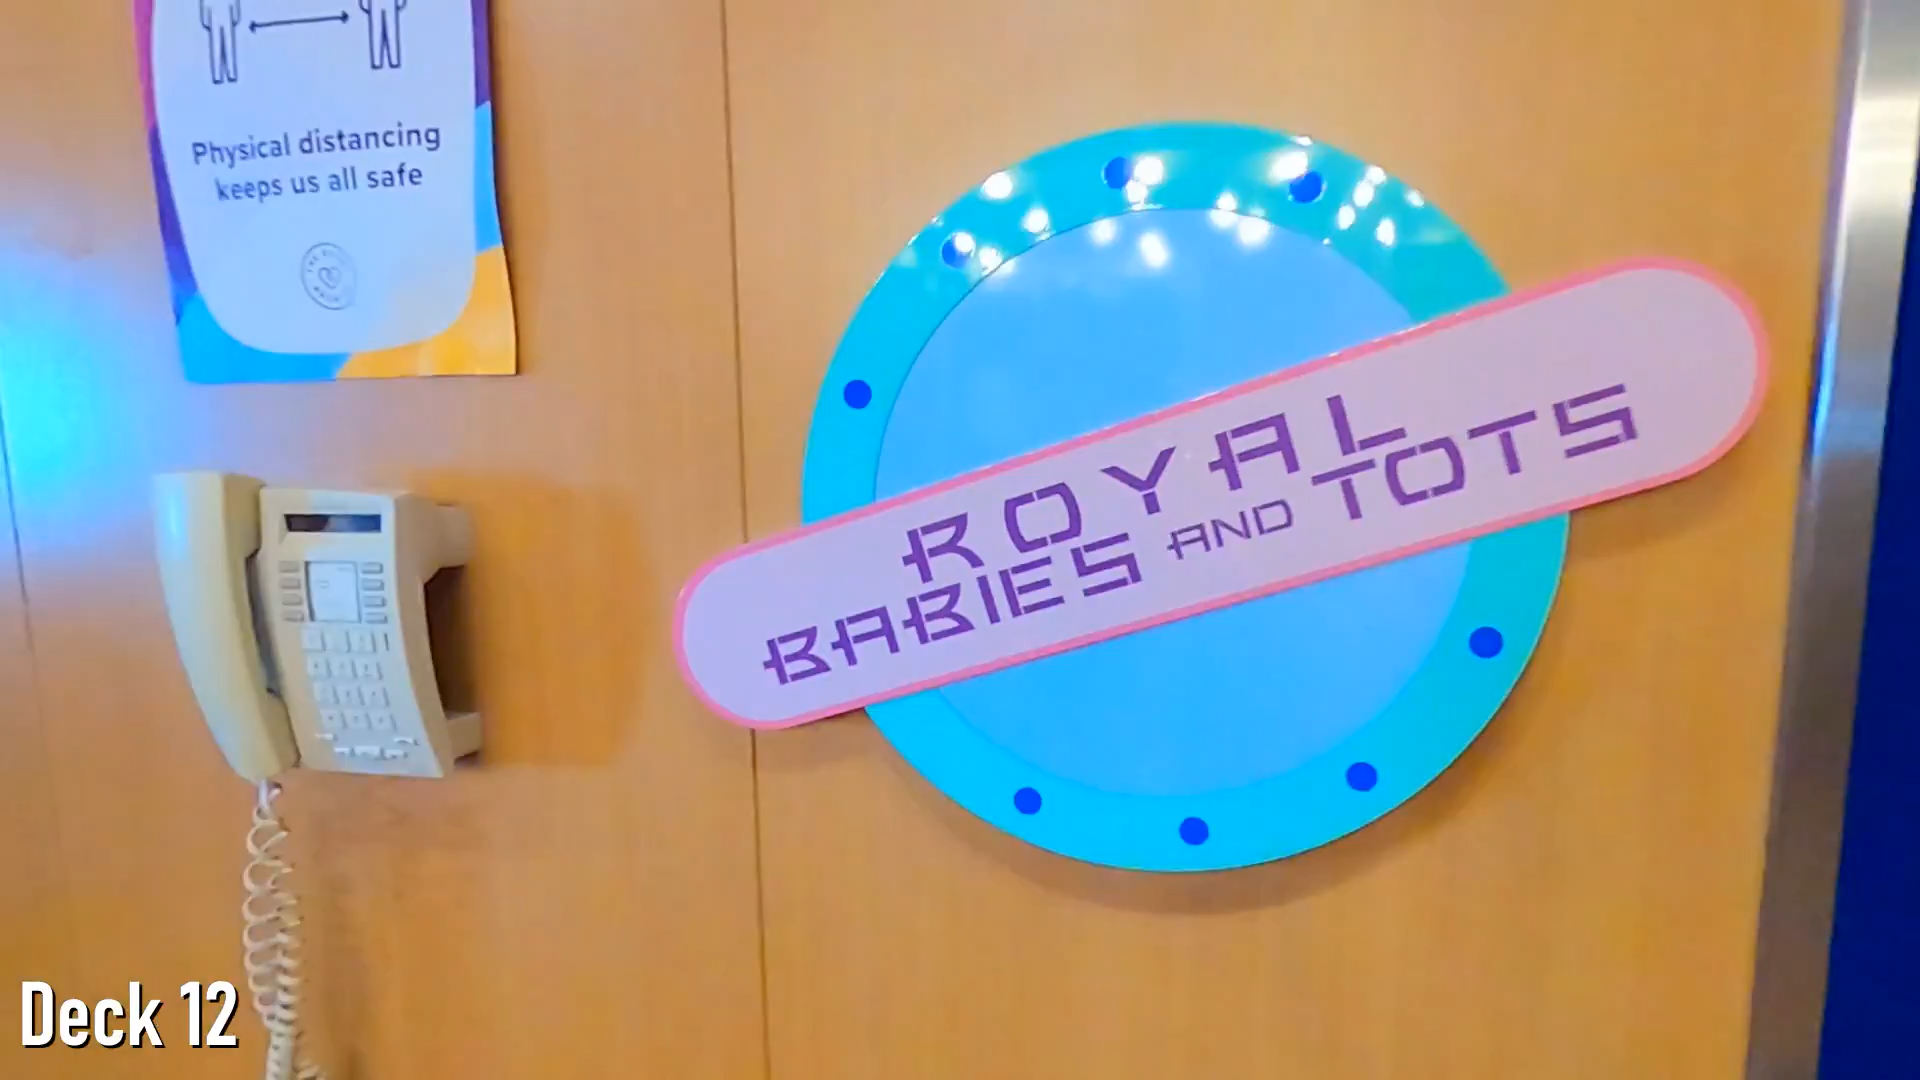 Physical distancing
keeps us all safe
ROYAL
BABIES AND TOTS
Deck 12